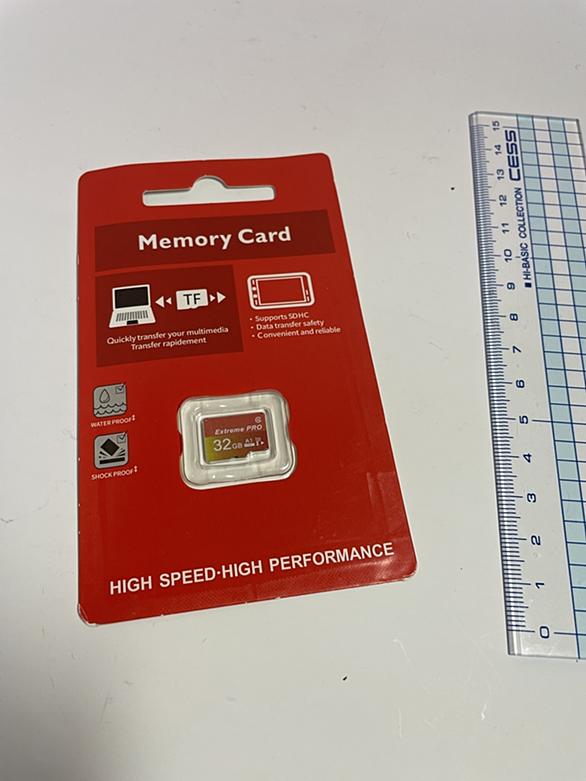 Memory Card
TF
Quickly transfer your multimedia
Transfer rapidement
• Supports SDHC
• Data transfer safety
• Convenient and reliable
WATER PROOF‡
SHOCK PROOF‡
Extreme PRO
32GB A1
HIGH SPEED·HIGH PERFORMANCE
15
14
13
12
11
10
9
8
7
6
5
4
3
2
1
0
■ HI-BASIC COLLECTION CESS